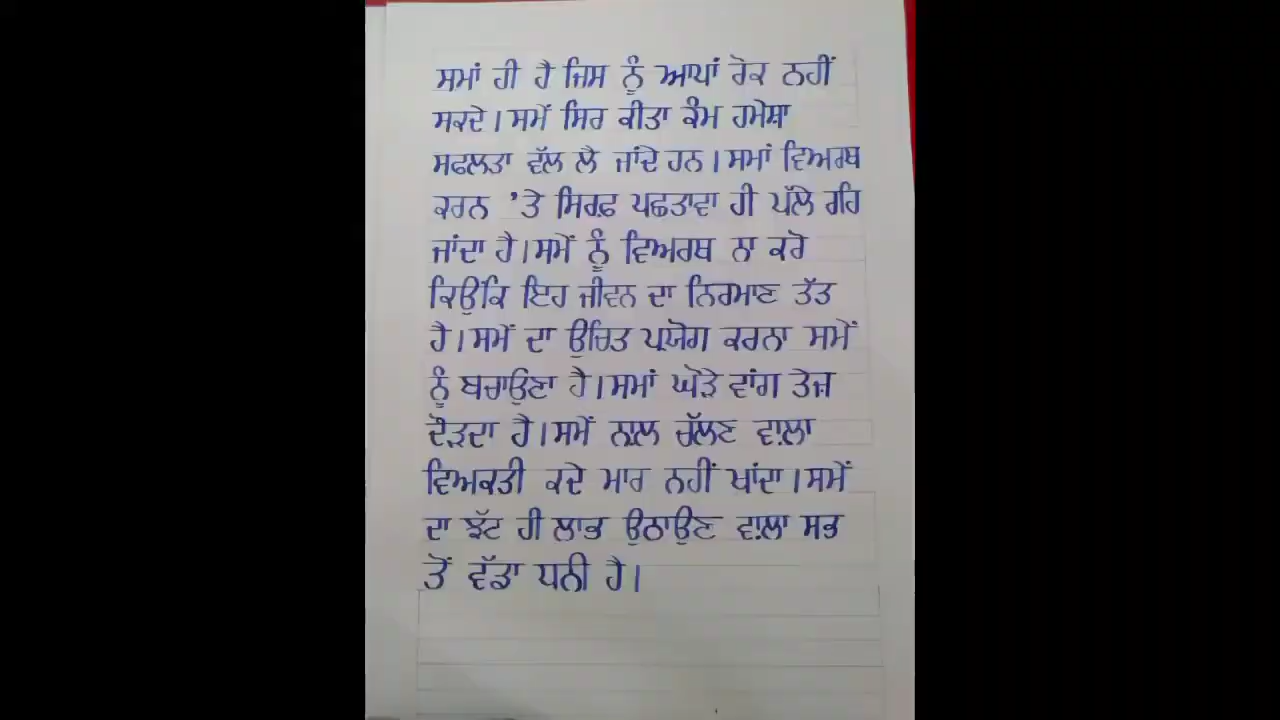 ਸਮਾਂ ਹੀ ਹੈ ਜਿਸ ਨੂੰ ਆਪਾਂ ਰੋਕ ਨਹੀਂ
ਸਕਦੇ। ਸਮੇਂ ਸਿਰ ਕੀਤਾ ਕੰਮ ਹਮੇਸ਼ਾ
ਸਫਲਤਾ ਵੱਲ ਲੈ ਜਾਂਦੇ ਹਨ। ਸਮਾਂ ਵਿਅਰਥ
ਕਰਨ 'ਤੇ ਸਿਰਫ਼ ਪਛਤਾਵਾ ਹੀ ਪੱਲੇ ਰਹਿ
ਜਾਂਦਾ ਹੈ। ਸਮੇਂ ਨੂੰ ਵਿਅਰਥ ਨਾ ਕਰੋ
ਕਿਉਂਕਿ ਇਹ ਜੀਵਨ ਦਾ ਨਿਰਮਾਣ ਤੱਤ
ਹੈ। ਸਮੇਂ ਦਾ ਉਚਿਤ ਪ੍ਰਯੋਗ ਕਰਨਾ ਸਮੇਂ
ਨੂੰ ਬਚਾਉਣਾ ਹੈ। ਸਮਾਂ ਘੋੜੇ ਵਾਂਗ ਤੇਜ਼
ਦੌੜਦਾ ਹੈ। ਸਮੇਂ ਨਾਲ਼ ਚੱਲਣ ਵਾਲ਼ਾ
ਵਿਅਕਤੀ ਕਦੇ ਮਾਰ ਨਹੀਂ ਖਾਂਦਾ। ਸਮੇਂ
ਦਾ ਝੱਟ ਹੀ ਲਾਭ ਉਠਾਉਣ ਵਾਲ਼ਾ ਸਭ
ਤੋਂ ਵੱਡਾ ਧਨੀ ਹੈ।